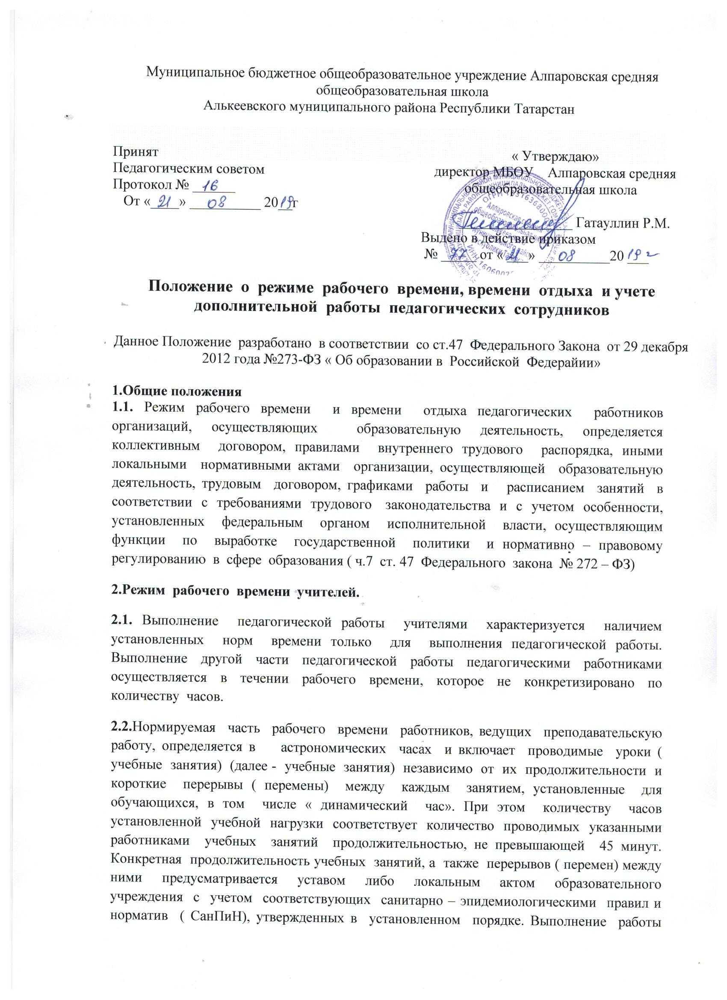 Муниципальное бюджетное общеобразовательное учреждение Алпаровская средняя
общеобразовательная школа
Алькеевского муниципального района Республики Татарстан
Принят
Педагогическим советом
Протокол № 16
От «21» 08 2019г
« Утверждаю»
директор МБОУ Алпаровская средняя
общеобразовательная школа
Гатауллин Р.М.
Выдено в действие приказом
№ 77 от « 21 » 08 20 19 г
Положение о режиме рабочего времени, времени отдыха и учете
дополнительной работы педагогических сотрудников
Данное Положение разработано в соответствии со ст.47 Федерального Закона от 29 декабря
2012 года №273-ФЗ « Об образовании в Российской Федерайии»
1.Общие положения
1.1. Режим рабочего времени и времени отдыха педагогических работников
организаций, осуществляющих образовательную деятельность, определяется
коллективным договором, правилами внутреннего трудового распорядка, иными
локальными нормативными актами организации, осуществляющей образовательную
деятельность, трудовым договором, графиками работы и расписанием занятий в
соответствии с требованиями трудового законодательства и с учетом особенности,
установленных федеральным органом исполнительной власти, осуществляющим
функции по выработке государственной политики и нормативно – правовому
регулированию в сфере образования ( ч.7 ст. 47 Федерального закона № 272 – ФЗ)
2.Режим рабочего времени учителей.
2.1. Выполнение педагогической работы учителями характеризуется наличием
установленных норм времени только для выполнения педагогической работы.
Выполнение другой части педагогической работы педагогическими работниками
осуществляется в течении рабочего времени, которое не конкретизировано по
количеству часов.
2.2.Нормируемая часть рабочего времени работников, ведущих преподавательскую
работу, определяется в астрономических часах и включает проводимые уроки (
учебные занятия) (далее - учебные занятия) независимо от их продолжительности и
короткие перерывы ( перемены) между каждым занятием, установленные для
обучающихся, в том числе « динамический час». При этом количеству часов
установленной учебной нагрузки соответствует количество проводимых указанными
работниками учебных занятий продолжительностью, не превышающей 45 минут.
Конкретная продолжительность учебных занятий, а также перерывов ( перемен) между
ними предусматривается уставом либо локальным актом образовательного
учреждения с учетом соответствующих санитарно – эпидемиологическими правил и
норматив ( СанПиН), утвержденных в установленном порядке. Выполнение работы